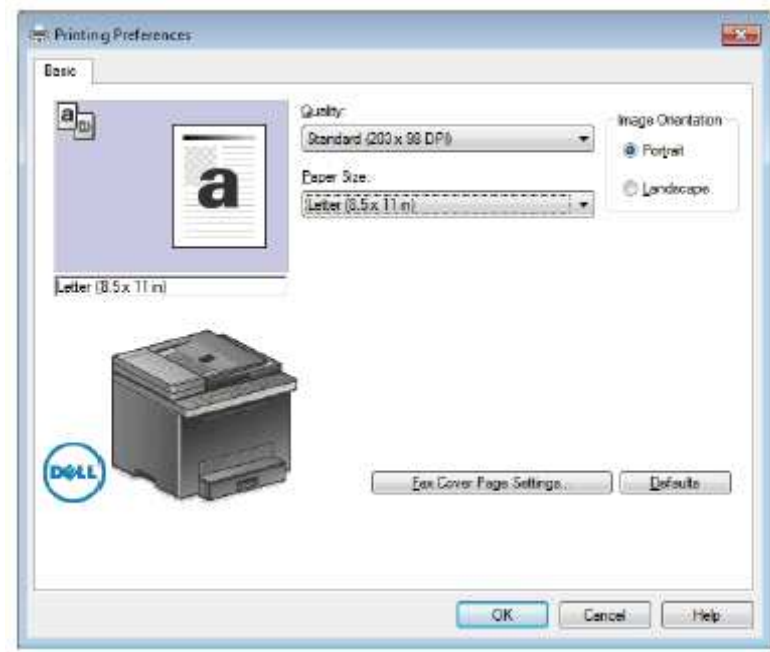 Printing Preferences
Basic
a
a
Letter (8.5 x 11 in)
Quality:
Standard (203 x 98 DPI)
Paper Size:
Letter (8.5 x 11 in)
Image Orientation
Portrait
Landscape
DELL
Fax Cover Page Settings...
Defaults
OK
Cancel
Help